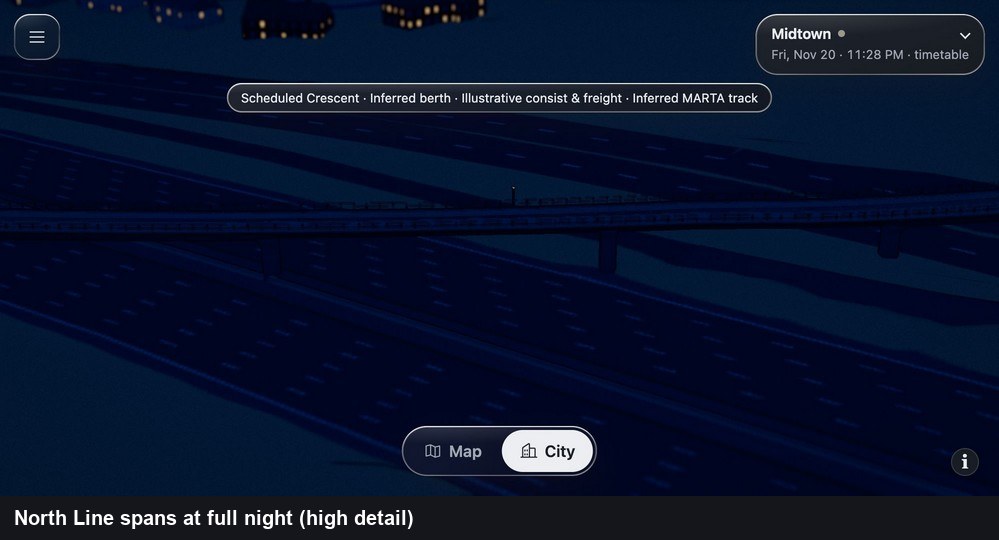 Midtown
Fri, Nov 20 · 11:28 PM · timetable
Scheduled Crescent · Inferred berth · Illustrative consist & freight · Inferred MARTA track
Map
City
i
North Line spans at full night (high detail)